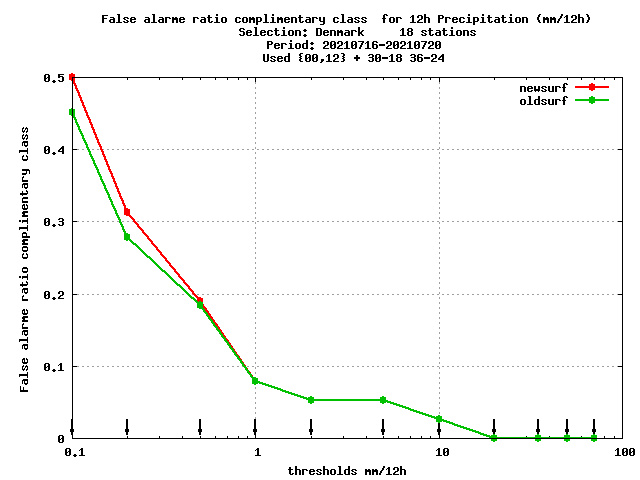 False alarme ratio complimentary class  for 12h Precipitation (mm/12h)
Selection: Denmark     18 stations
Period: 20210716-20210720
Used {00,12} + 30-18 36-24
newsurf
oldsurf
False alarme ratio complimentary class
0.5
0.4
0.3
0.2
0.1
0
0.1 1 10 100
thresholds mm/12h